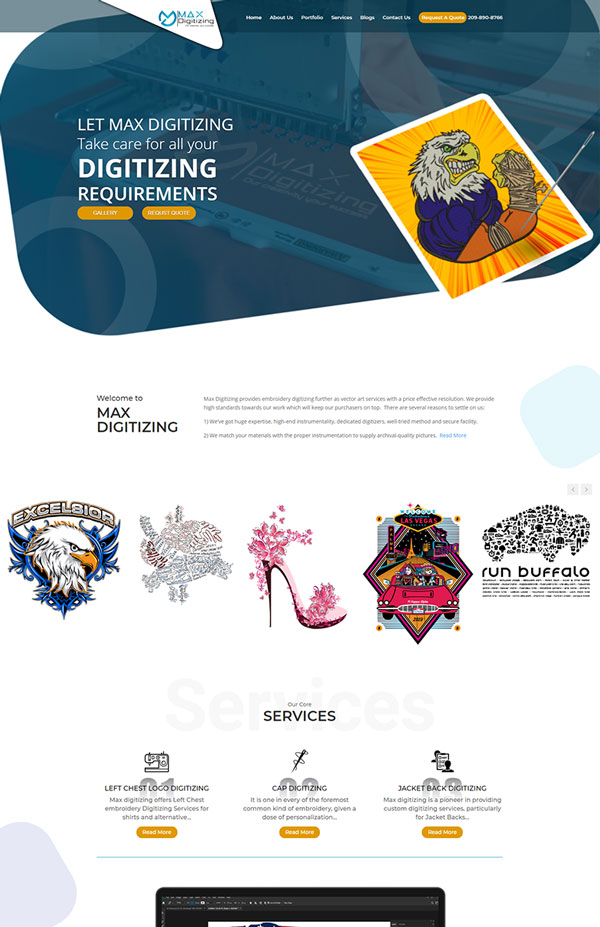 MAX
Digitizing
Home About Us Portfolio Services Blogs Contact Us Request A Quote 209-890-8766
LET MAX DIGITIZING
Take care for all your
DIGITIZING
REQUIREMENTS
GALLERY REQUST QUOTE
MAX
Digitizing
Welcome to
MAX
DIGITIZING
Max Digitizing provides embroidery digitizing further as vector art services with a price effective resolution. We provide
high standards towards our work which will keep our purchasers on top. There are several reasons to settle on us:
1) We've got huge expertise, high-end instrumentality, dedicated digitizers, well-tried method and secure facility.
2) We match your materials with the proper instrumentation to supply archival-quality pictures. Read More
EXCELSIOR
WELCOME
LAS VEGAS
2019
run buffalo
Services
Our Core
SERVICES
01 02 03
LEFT CHEST LOGO DIGITIZING
Max digitizing offers Left Chest
embroidery Digitizing Services for
shirts and alternative...
Read More
CAP DIGITIZING
It is one in every of the foremost
common kind of embroidery, given a
dose of personalization...
Read More
JACKET BACK DIGITIZING
Max digitizing is a pioneer in providing
custom digitizing services, particularly
for Jacket Backs...
Read More